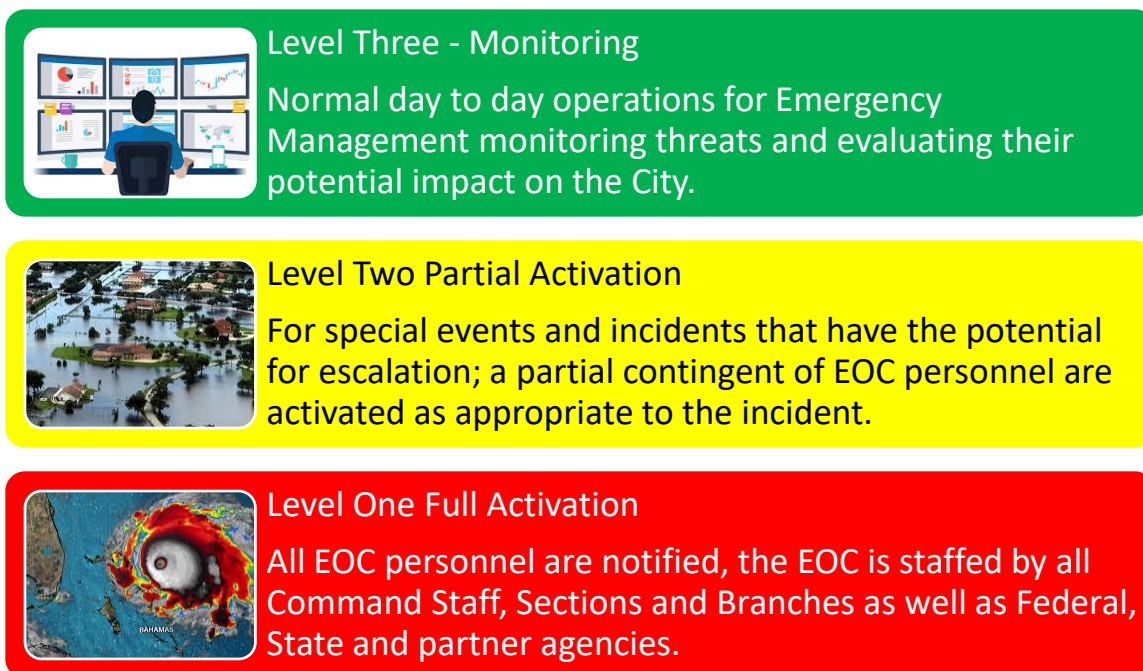 Level Three - Monitoring
Normal day to day operations for Emergency
Management monitoring threats and evaluating their
potential impact on the City.
Level Two Partial Activation
For special events and incidents that have the potential
for escalation; a partial contingent of EOC personnel are
activated as appropriate to the incident.
Level One Full Activation
All EOC personnel are notified, the EOC is staffed by all
Command Staff, Sections and Branches as well as Federal,
State and partner agencies.
BAHAMAS